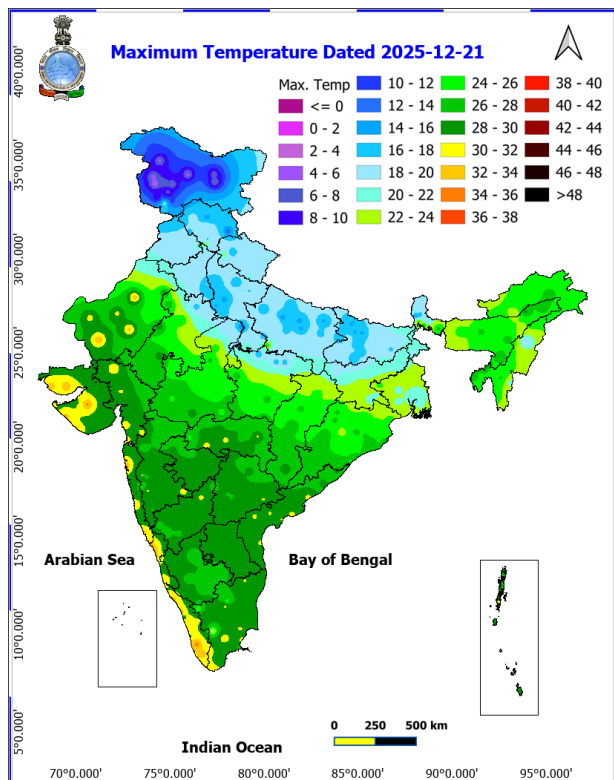 Maximum Temperature Dated 2025-12-21
Max. Temp
<= 0
0 - 2
2 - 4
4 - 6
6 - 8
8 - 10
10 - 12
12 - 14
14 - 16
16 - 18
18 - 20
20 - 22
22 - 24
24 - 26
26 - 28
28 - 30
30 - 32
32 - 34
34 - 36
36 - 38
38 - 40
40 - 42
42 - 44
44 - 46
46 - 48
>48
40°0.000'
35°0.000'
30°0.000'
25°0.000'
20°0.000'
15°0.000'
10°0.000'
5°0.000'
Arabian Sea
Bay of Bengal
Indian Ocean
0 250 500 km
70°0.000' 75°0.000' 80°0.000' 85°0.000' 90°0.000' 95°0.000'